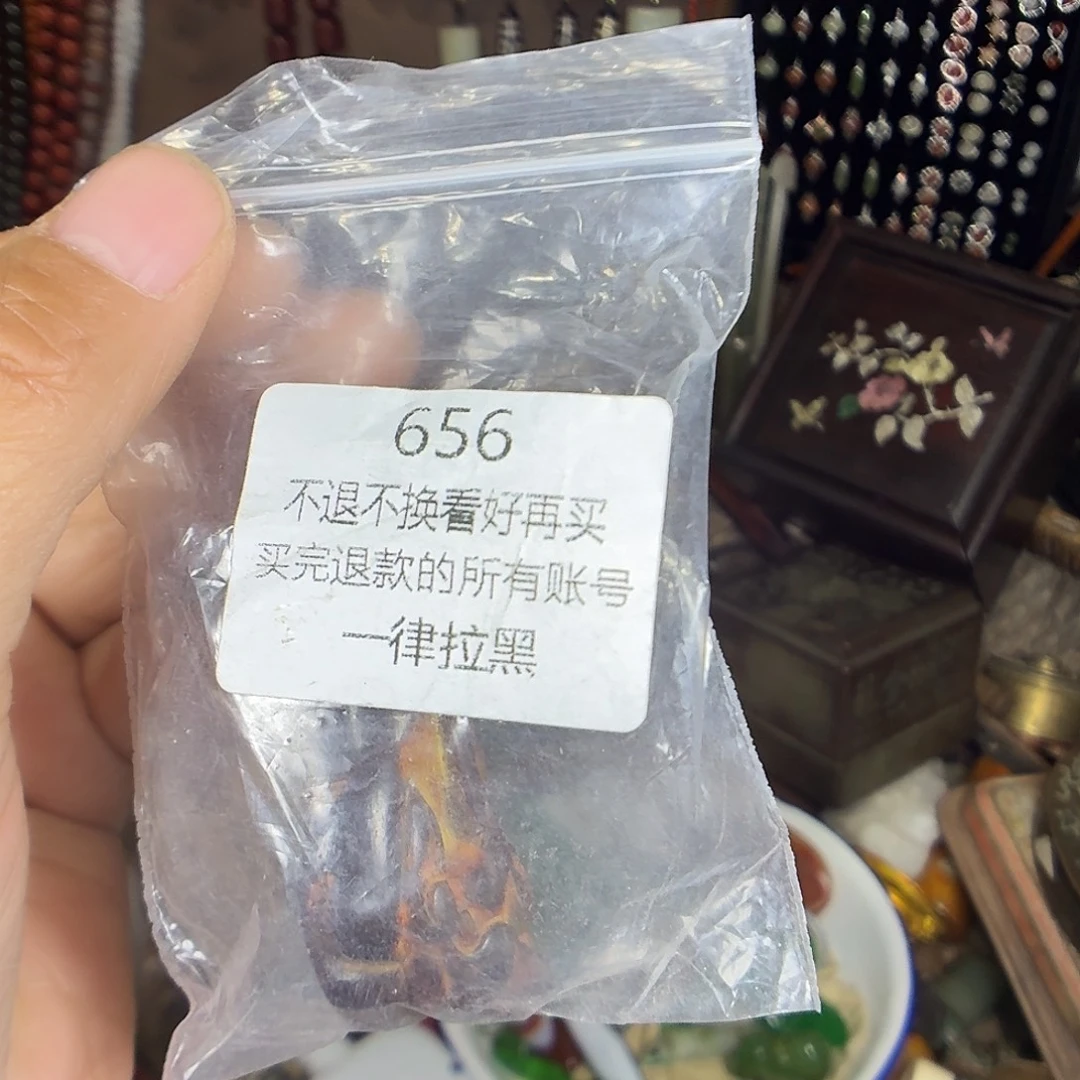 656
不退不换看好再买
买完退款的所有账号
一律拉黑